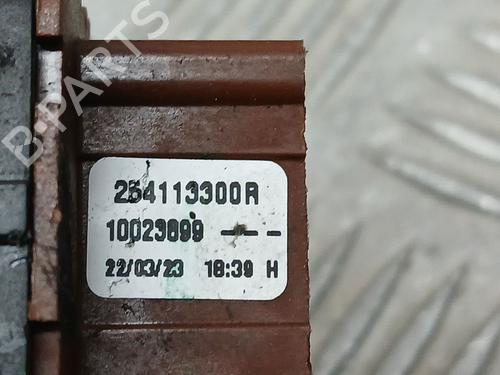 B-PARTS
254113300R
10023899 --- -
22/03/23 18:39 H